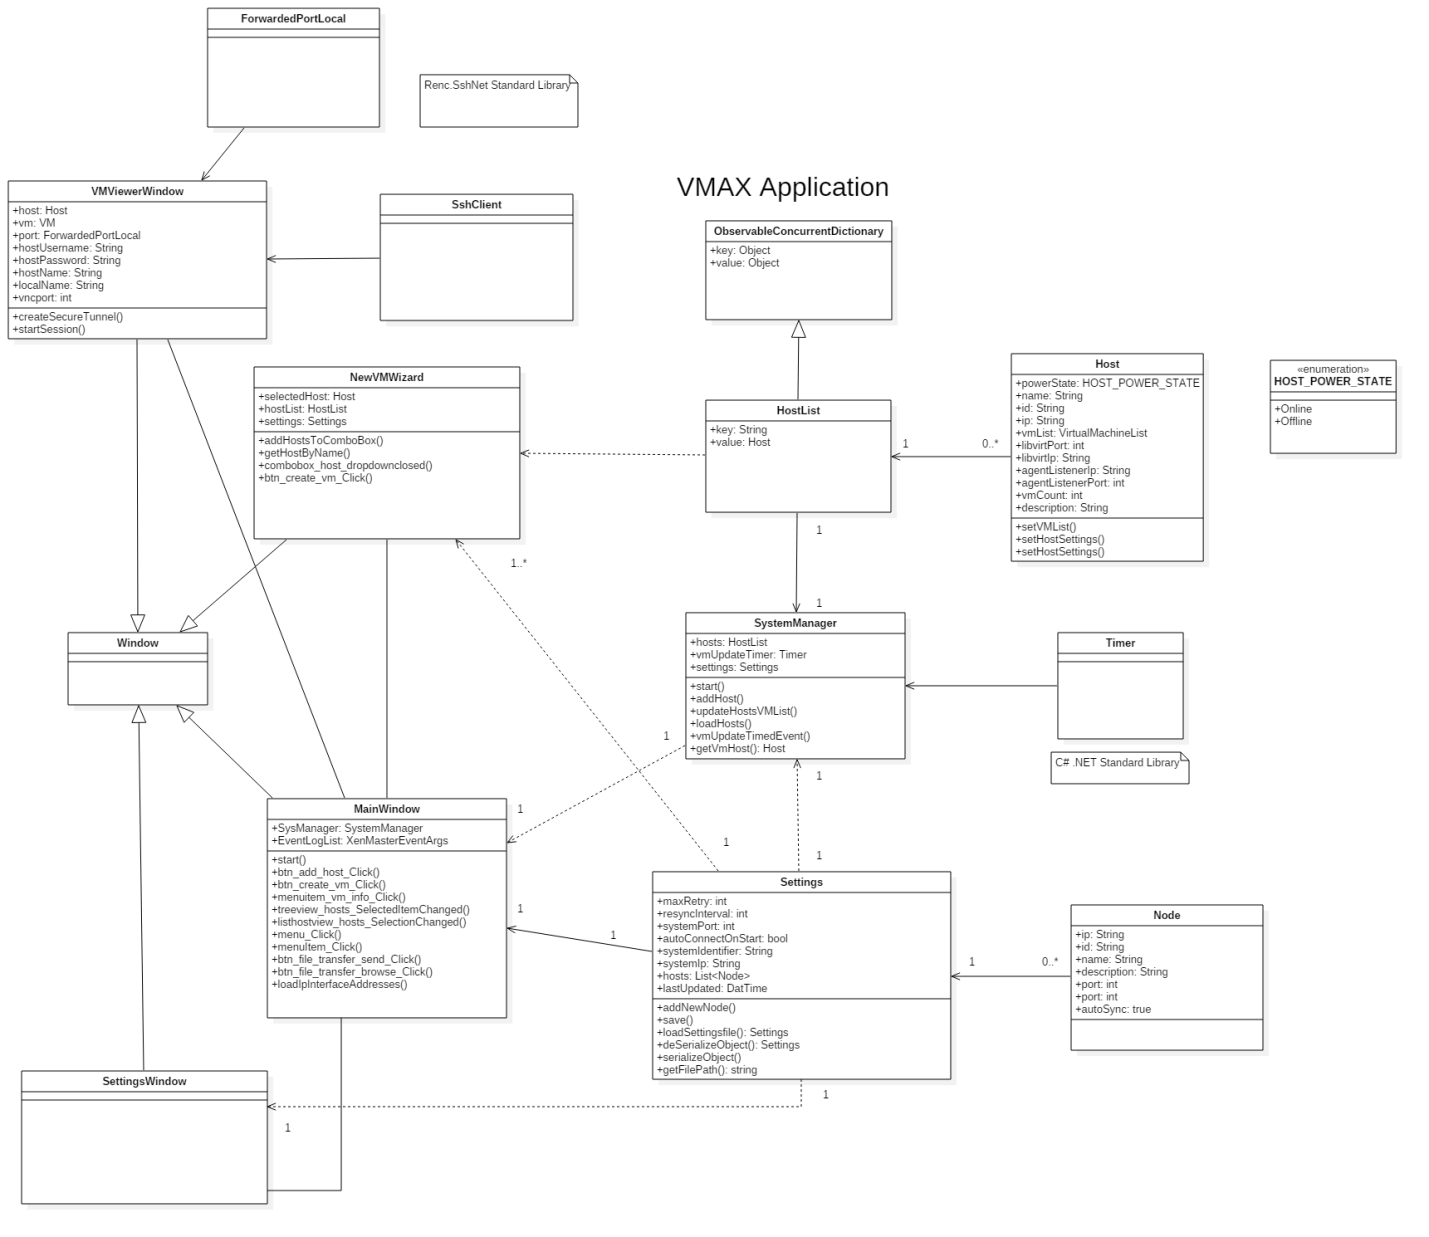 ForwardedPortLocal
Renc.SshNet Standard Library
VMViewerWindow
+host: Host
+vm: VM
+port: ForwardedPortLocal
+hostUsername: String
+hostPassword: String
+hostName: String
+localName: String
+vncport: int
+createSecureTunnel()
+startSession()
SshClient
VMAX Application
ObservableConcurrentDictionary
+key: Object
+value: Object
NewVMWizard
+selectedHost: Host
+hostList: HostList
+settings: Settings
+addHostsToComboBox()
+getHostByName()
+combobox_host_dropdownclosed()
+btn_create_vm_Click()
HostList
+key: String
+value: Host
1
0..*
Host
+powerState: HOST_POWER_STATE
+name: String
+id: String
+ip: String
+vmList: VirtualMachineList
+libvirtPort: int
+libvirtIp: String
+agentListenerIp: String
+agentListenerPort: int
+vmCount: int
+description: String
+setVMList()
+setHostSettings()
+setHostSettings()
«enumeration»
HOST_POWER_STATE
+Online
+Offline
1
1..*
1
Window
SystemManager
+hosts: HostList
+vmUpdateTimer: Timer
+settings: Settings
+start()
+addHost()
+updateHostsVMList()
+loadHosts()
+vmUpdateTimedEvent()
+getVmHost(): Host
Timer
C# .NET Standard Library
1
1
1
1
1
MainWindow
+SysManager: SystemManager
+EventLogList: XenMasterEventArgs
+start()
+btn_add_host_Click()
+btn_create_vm_Click()
+menuitem_vm_info_Click()
+treeview_hosts_SelectedItemChanged()
+listhostview_hosts_SelectionChanged()
+menu_Click()
+menuItem_Click()
+btn_file_transfer_send_Click()
+btn_file_transfer_browse_Click()
+loadIpInterfaceAddresses()
1
1
Settings
+maxRetry: int
+resyncInterval: int
+systemPort: int
+autoConnectOnStart: bool
+systemIdentifier: String
+systemIp: String
+hosts: List<Node>
+lastUpdated: DatTime
+addNewNode()
+save()
+loadSettingsfile(): Settings
+deSerializeObject(): Settings
+serializeObject()
+getFilePath(): string
1
0..*
Node
+ip: String
+id: String
+name: String
+description: String
+port: int
+port: int
+autoSync: true
SettingsWindow
1
1